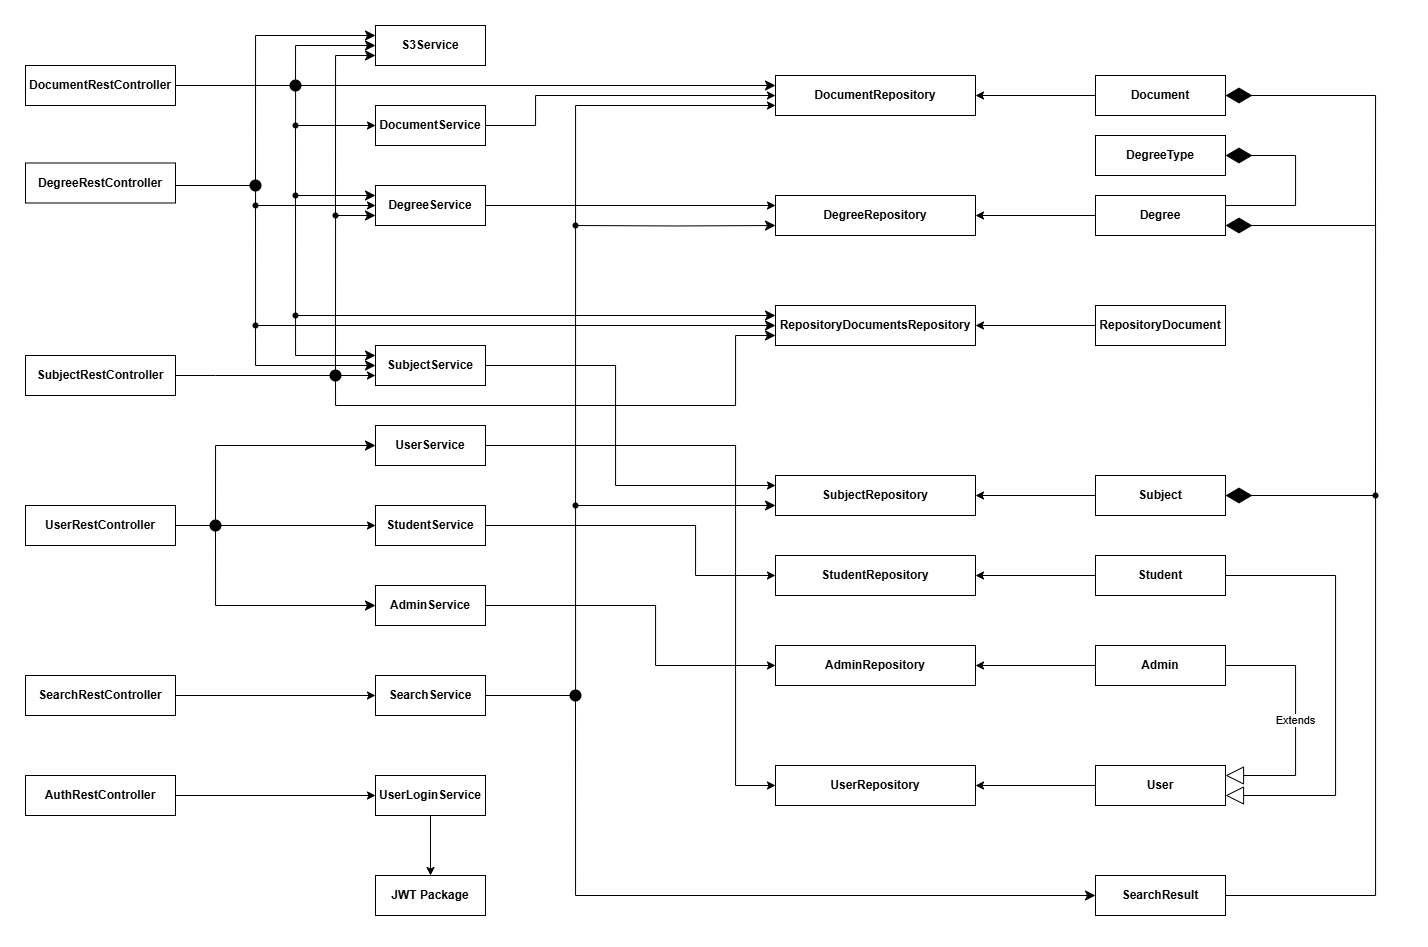 S3Service
DocumentRestController
DocumentRepository
Document
DocumentService
DegreeType
DegreeRestController
DegreeService
DegreeRepository
Degree
RepositoryDocumentsRepository
RepositoryDocument
SubjectService
SubjectRestController
UserService
SubjectRepository
Subject
UserRestController
StudentService
StudentRepository
Student
AdminService
AdminRepository
Admin
SearchRestController
SearchService
Extends
UserRepository
User
AuthRestController
UserLoginService
JWT Package
SearchResult